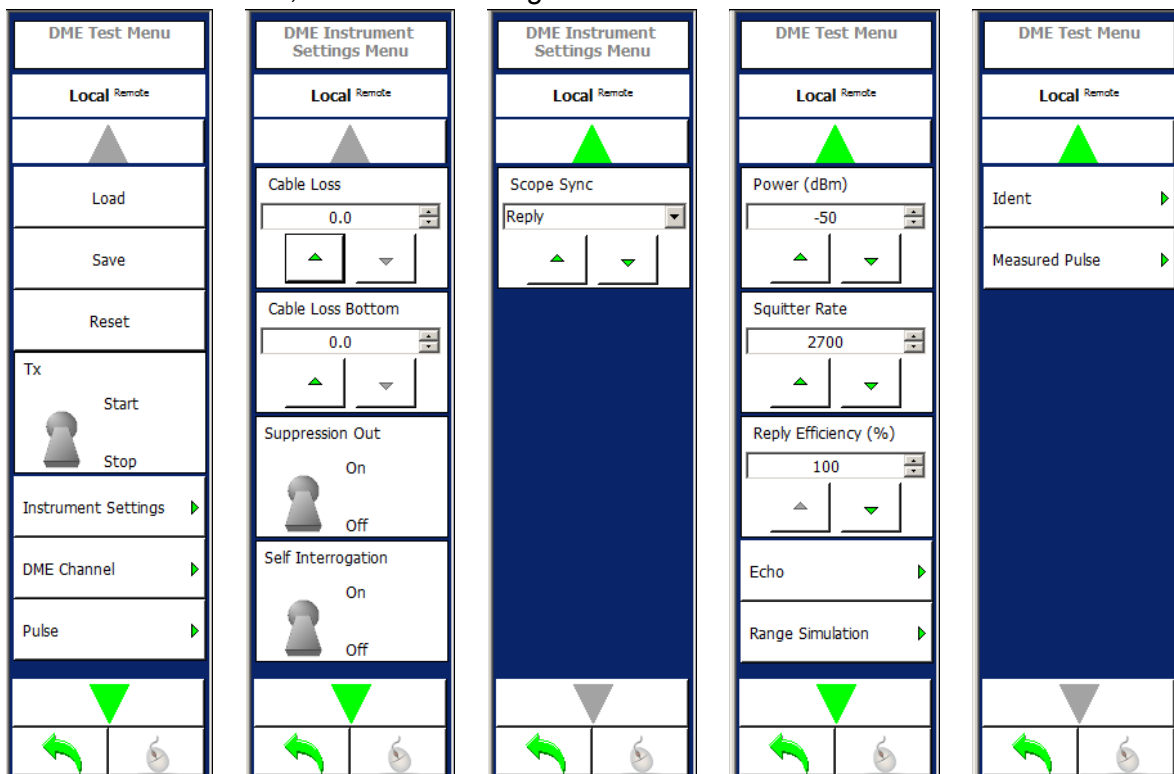 DME Test Menu
Local Remote
Load
Save
Reset
Tx
Start
Stop
Instrument Settings
DME Channel
Pulse
DME Instrument
Settings Menu
Local Remote
Cable Loss
0.0
Cable Loss Bottom
0.0
Suppression Out
On
Off
Self Interrogation
On
Off
DME Instrument
Settings Menu
Local Remote
Scope Sync
Reply
DME Test Menu
Local Remote
Power (dBm)
-50
Squitter Rate
2700
Reply Efficiency (%)
100
Echo
Range Simulation
DME Test Menu
Local Remote
Ident
Measured Pulse